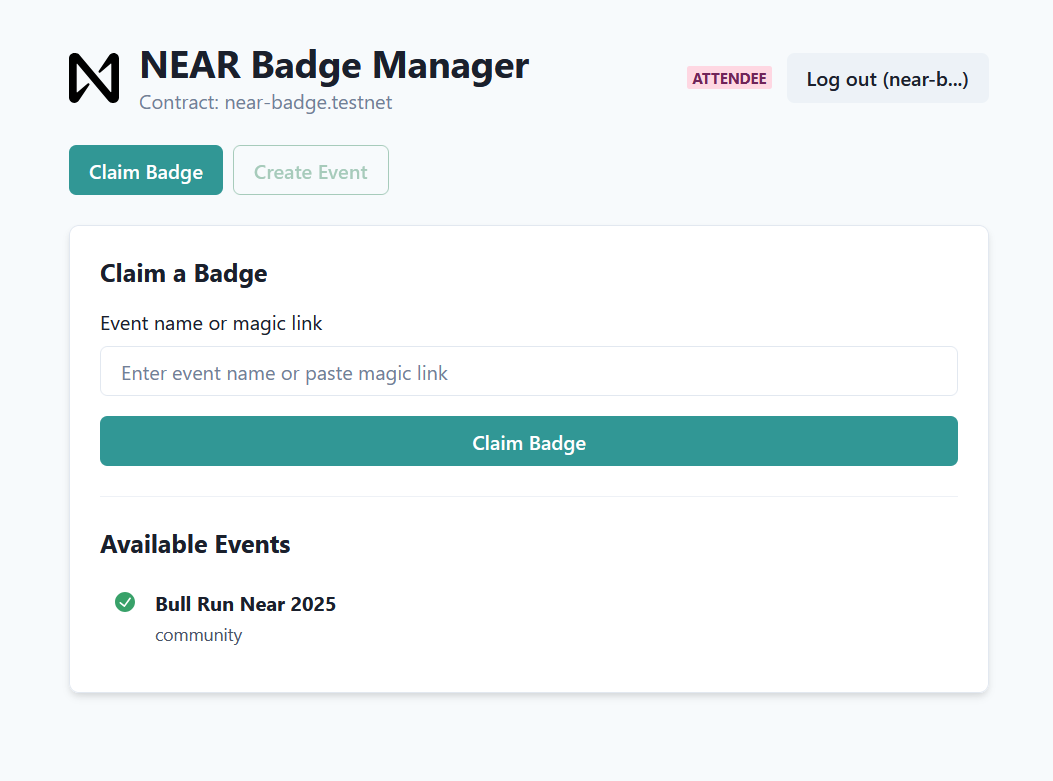 NEAR Badge Manager
Contract: near-badge.testnet
ATTENDEE
Log out (near-b...)
Claim Badge
Create Event
Claim a Badge
Event name or magic link
Enter event name or paste magic link
Claim Badge
Available Events
Bull Run Near 2025
community